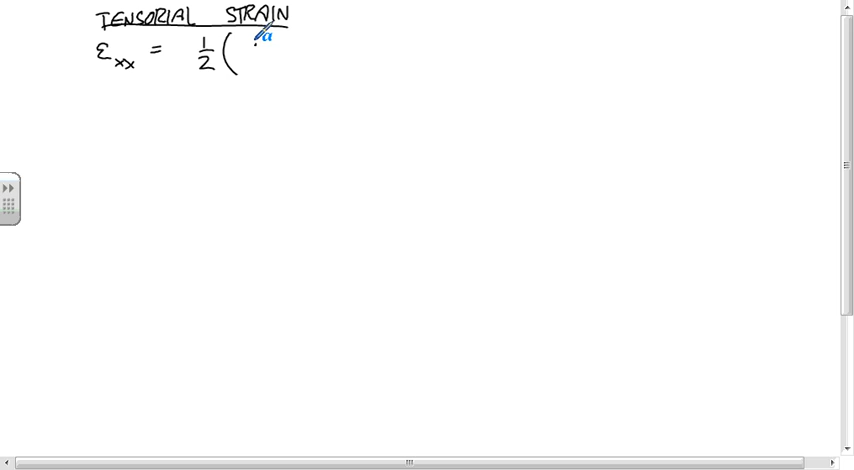 TENSORIAL STRAIN
ε_xx = 1/2 (